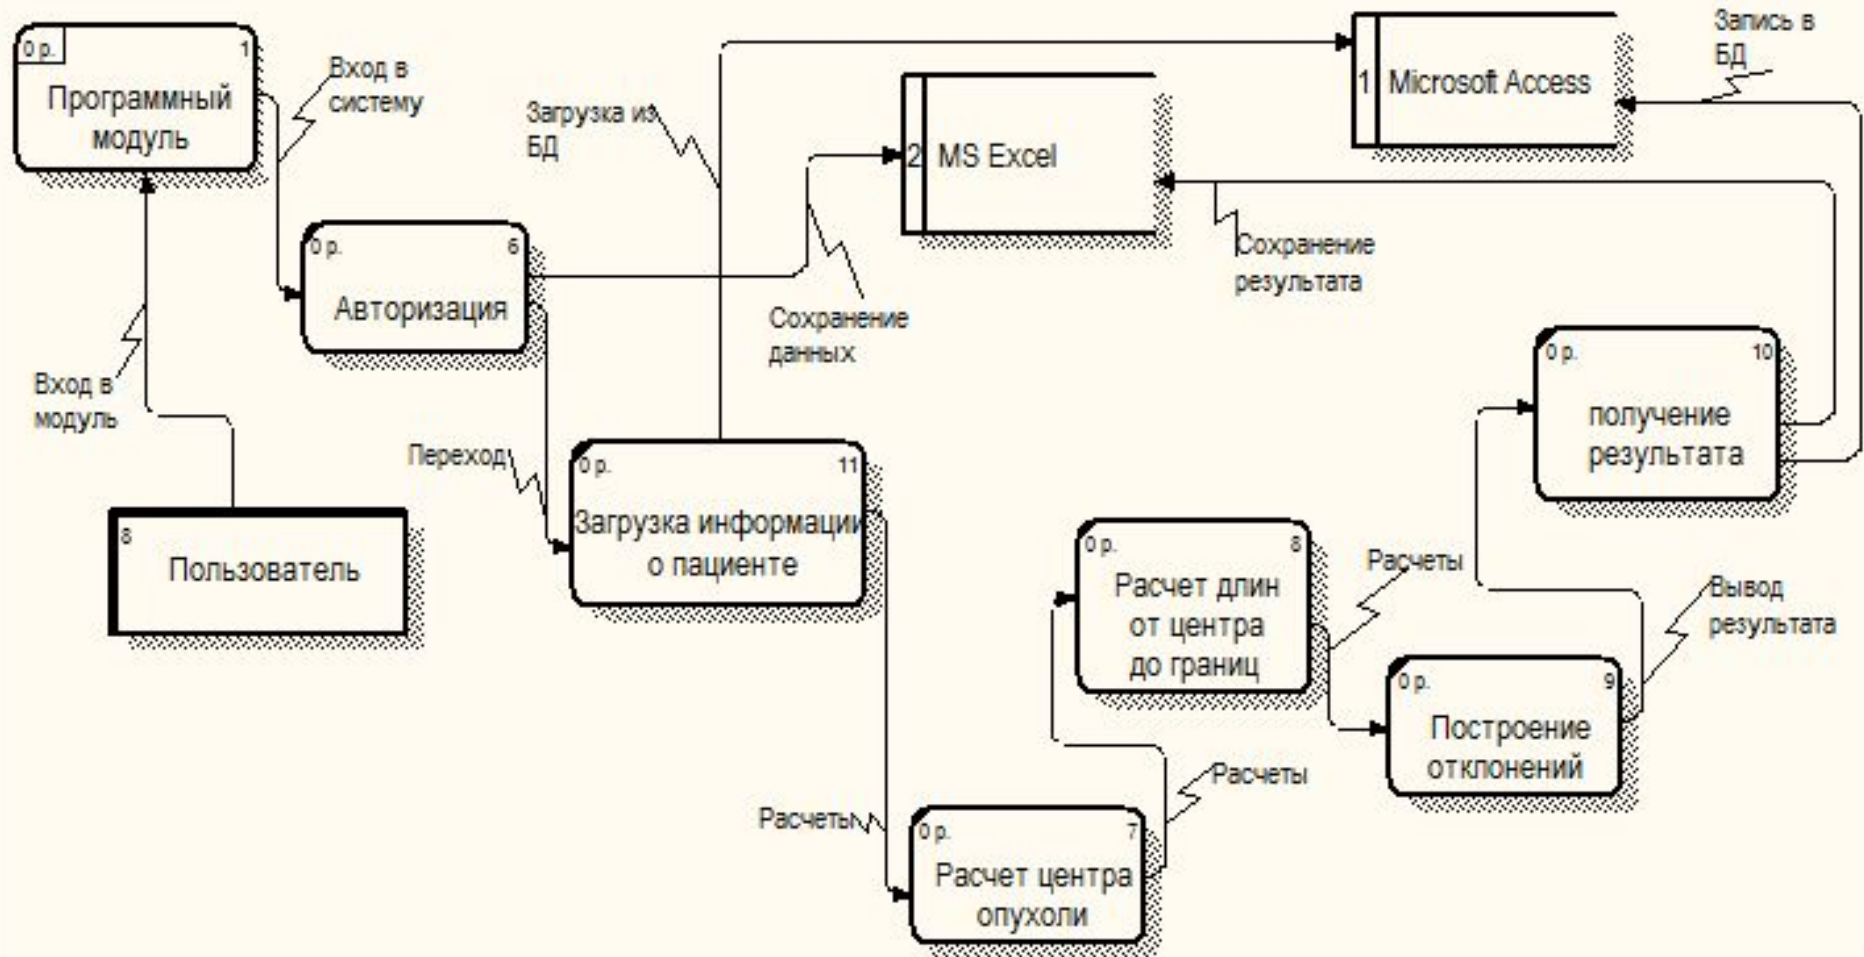 0 р.
1
Программный
модуль
Вход в
систему
Загрузка из
БД
2
MS Excel
1
Microsoft Access
Запись в
БД
0 р.
6
Авторизация
Сохранение
данных
Сохранение
результата
Вход в
модуль
Переход
8
Пользователь
0 р.
11
Загрузка информации
о пациенте
0 р.
10
получение
результата
0 р.
8
Расчет длин
от центра
до границ
Расчеты
Вывод
результата
0 р.
9
Построение
отклонений
Расчеты
Расчеты
0 р.
7
Расчет центра
опухоли